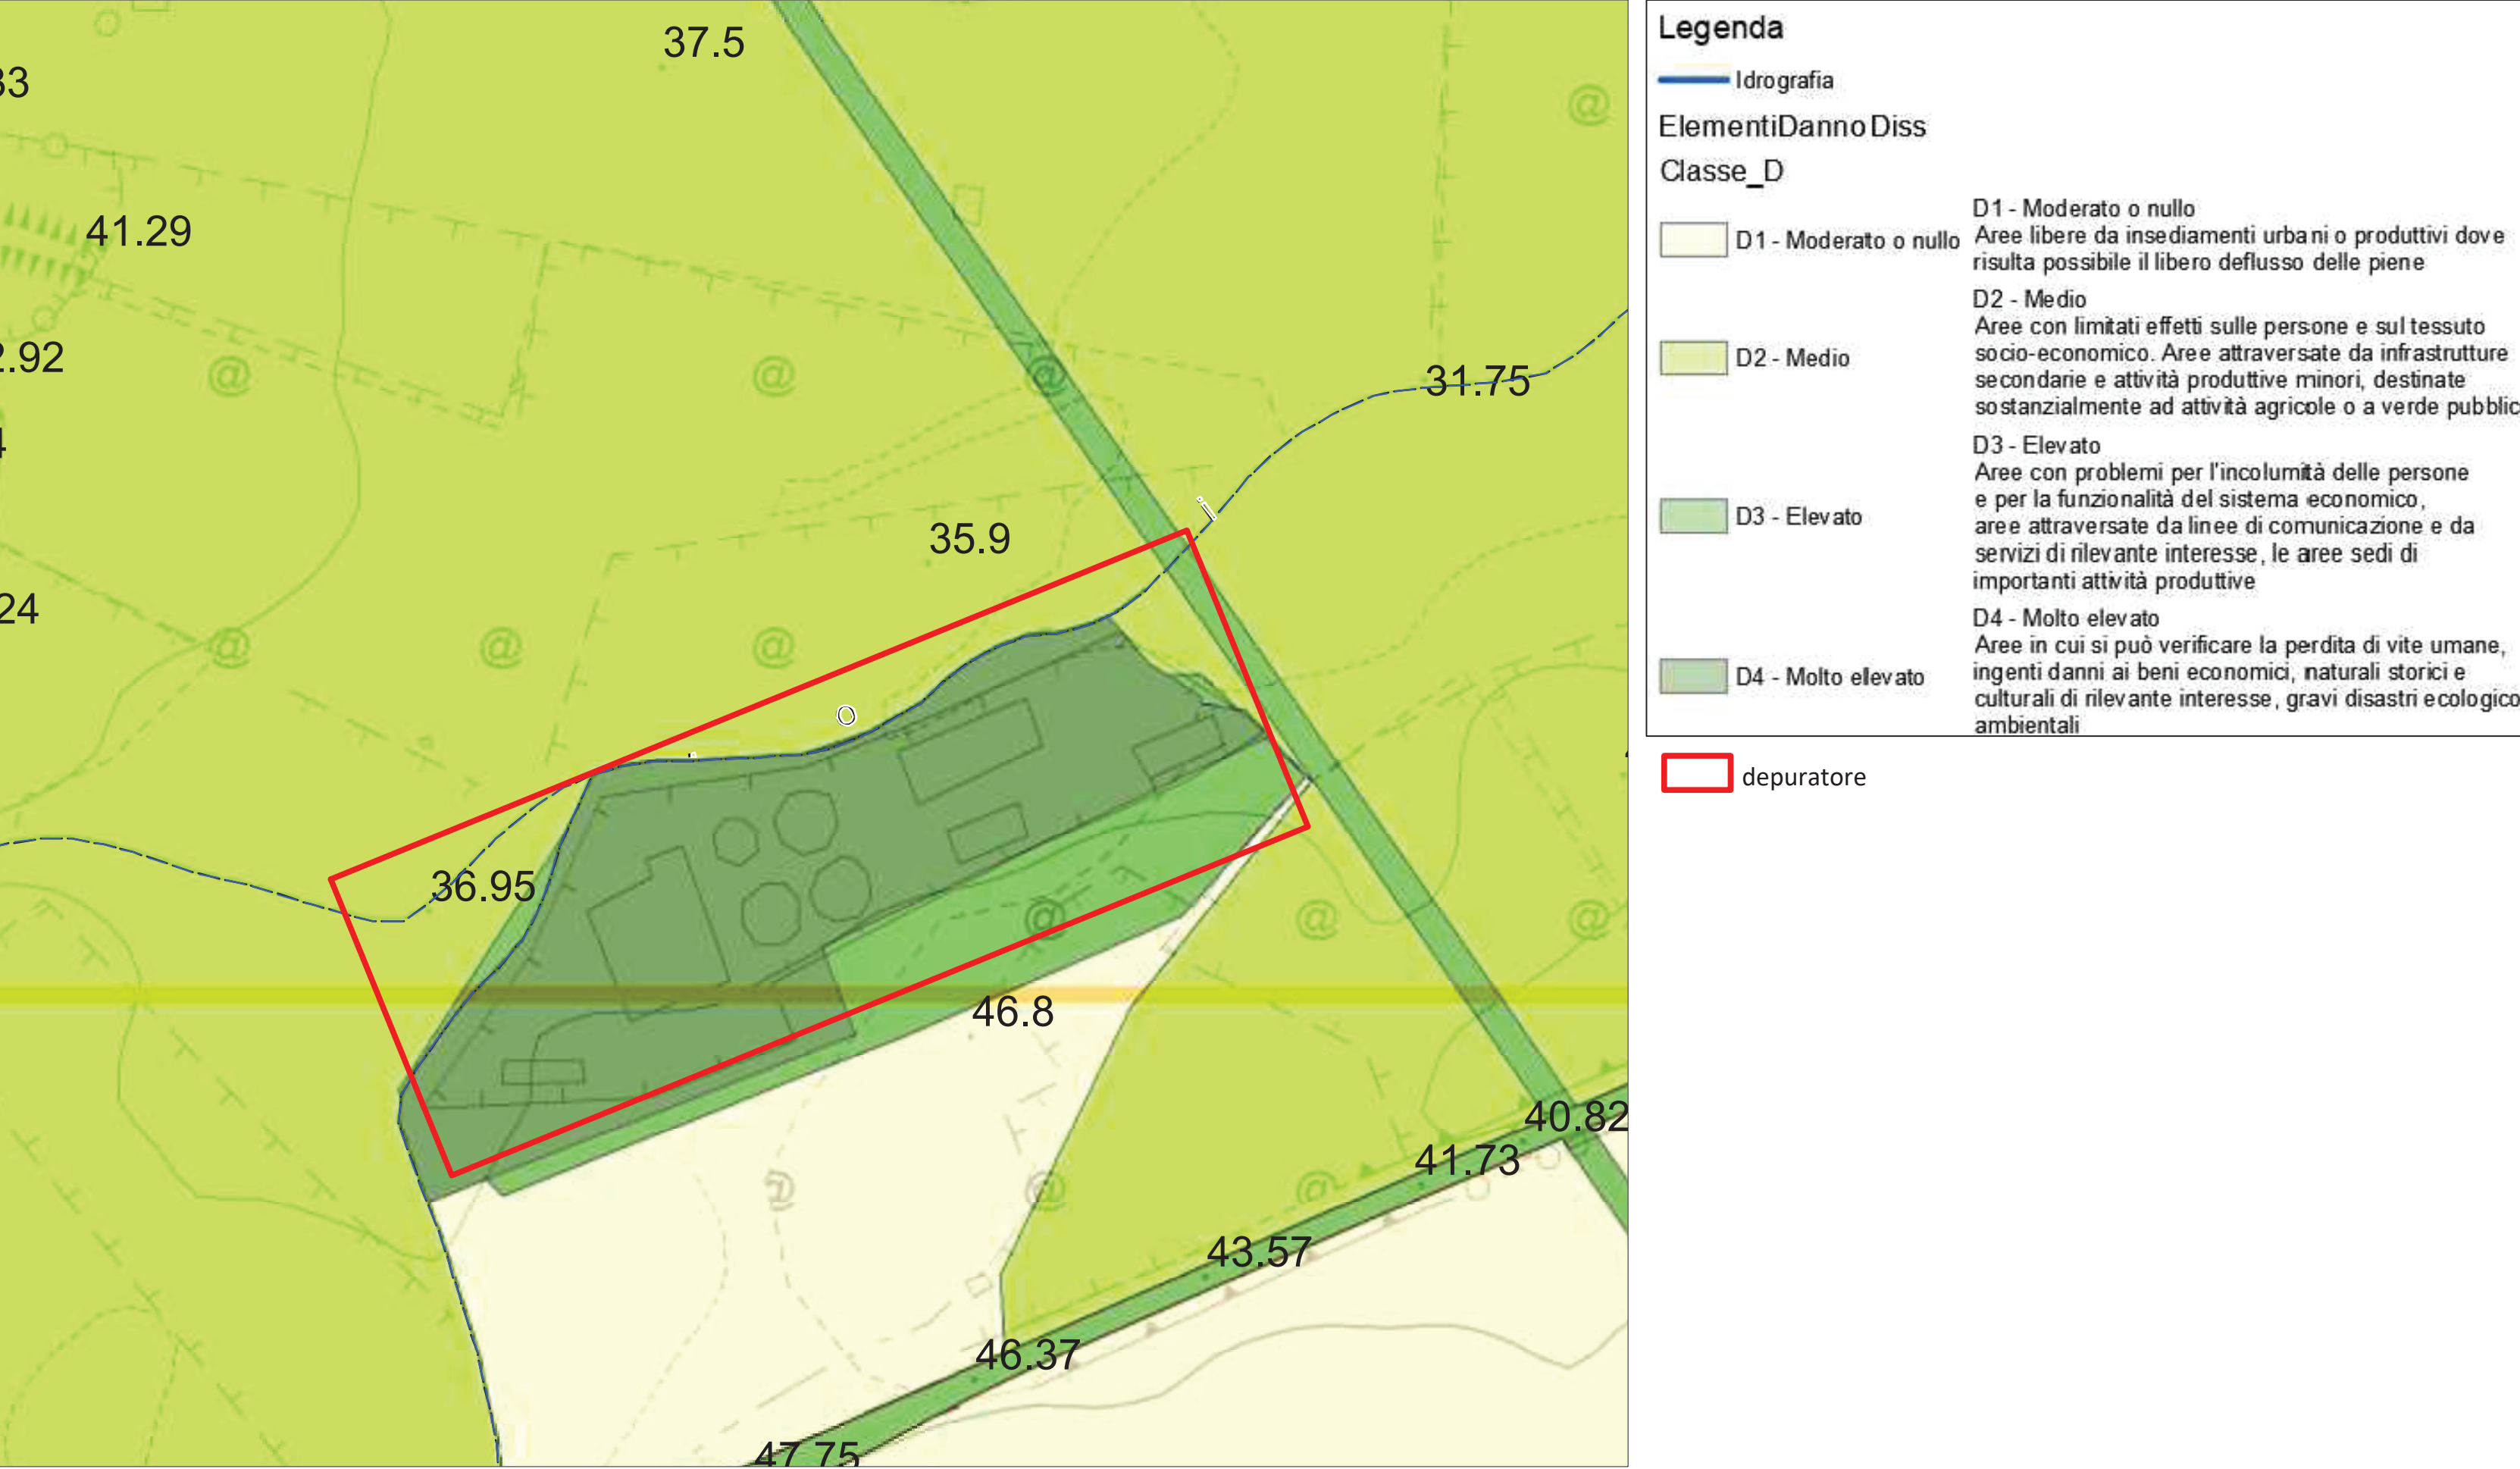 37.5
33
41.29
2.92
31.75
35.9
24
36.95
46.8
40.82
41.73
43.57
46.37
47.75
Legenda
Idrografia
ElementiDannoDiss
Classe_D
D1 - Moderato o nullo
D1 - Moderato o nullo
Aree libere da insediamenti urbani o produttivi dove
risulta possibile il libero deflusso delle piene
D2 - Medio
D2 - Medio
Aree con limitati effetti sulle persone e sul tessuto
socio-economico. Aree attraversate da infrastrutture
secondarie e attività produttive minori, destinate
sostanzialmente ad attività agricole o a verde pubblic
D3 - Elevato
D3 - Elevato
Aree con problemi per l'incolumità delle persone
e per la funzionalità del sistema economico,
aree attraversate da linee di comunicazione e da
servizi di rilevante interesse, le aree sedi di
importanti attività produttive
D4 - Molto elevato
D4 - Molto elevato
Aree in cui si può verificare la perdita di vite umane,
ingenti danni ai beni economici, naturali storici e
culturali di rilevante interesse, gravi disastri ecologico
ambientali
depuratore